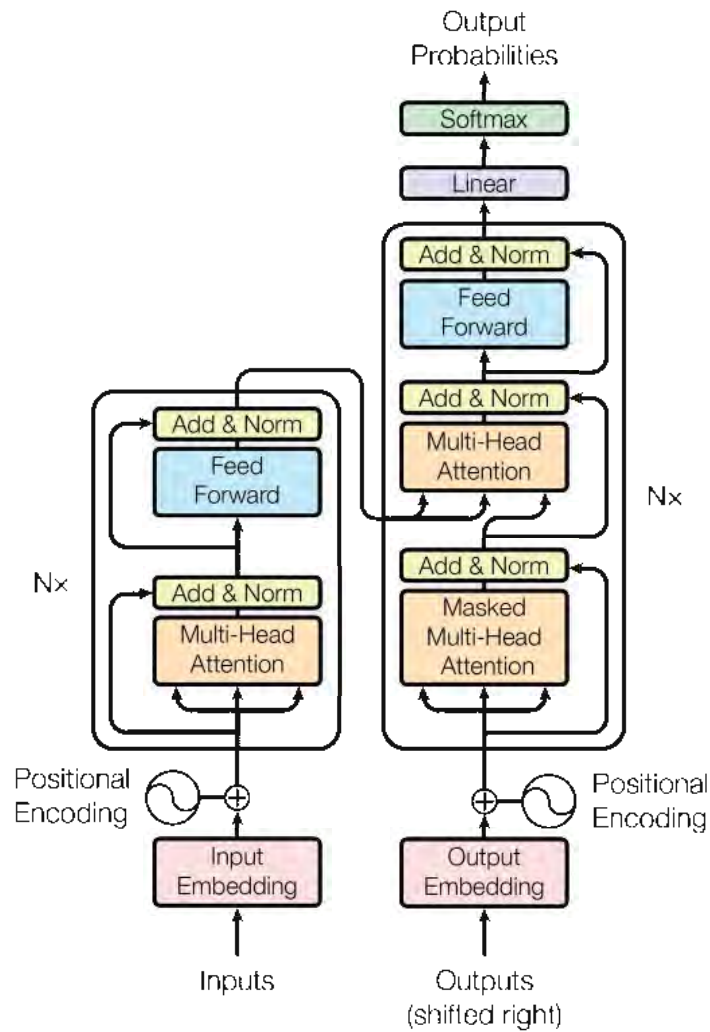 Output
Probabilities
Softmax
Linear
Add & Norm
Feed
Forward
Add & Norm
Multi-Head
Attention
Add & Norm
Masked
Multi-Head
Attention
Nx
Add & Norm
Feed
Forward
Add & Norm
Multi-Head
Attention
Nx
Positional
Encoding
Input
Embedding
Inputs
Positional
Encoding
Output
Embedding
Outputs
(shifted right)